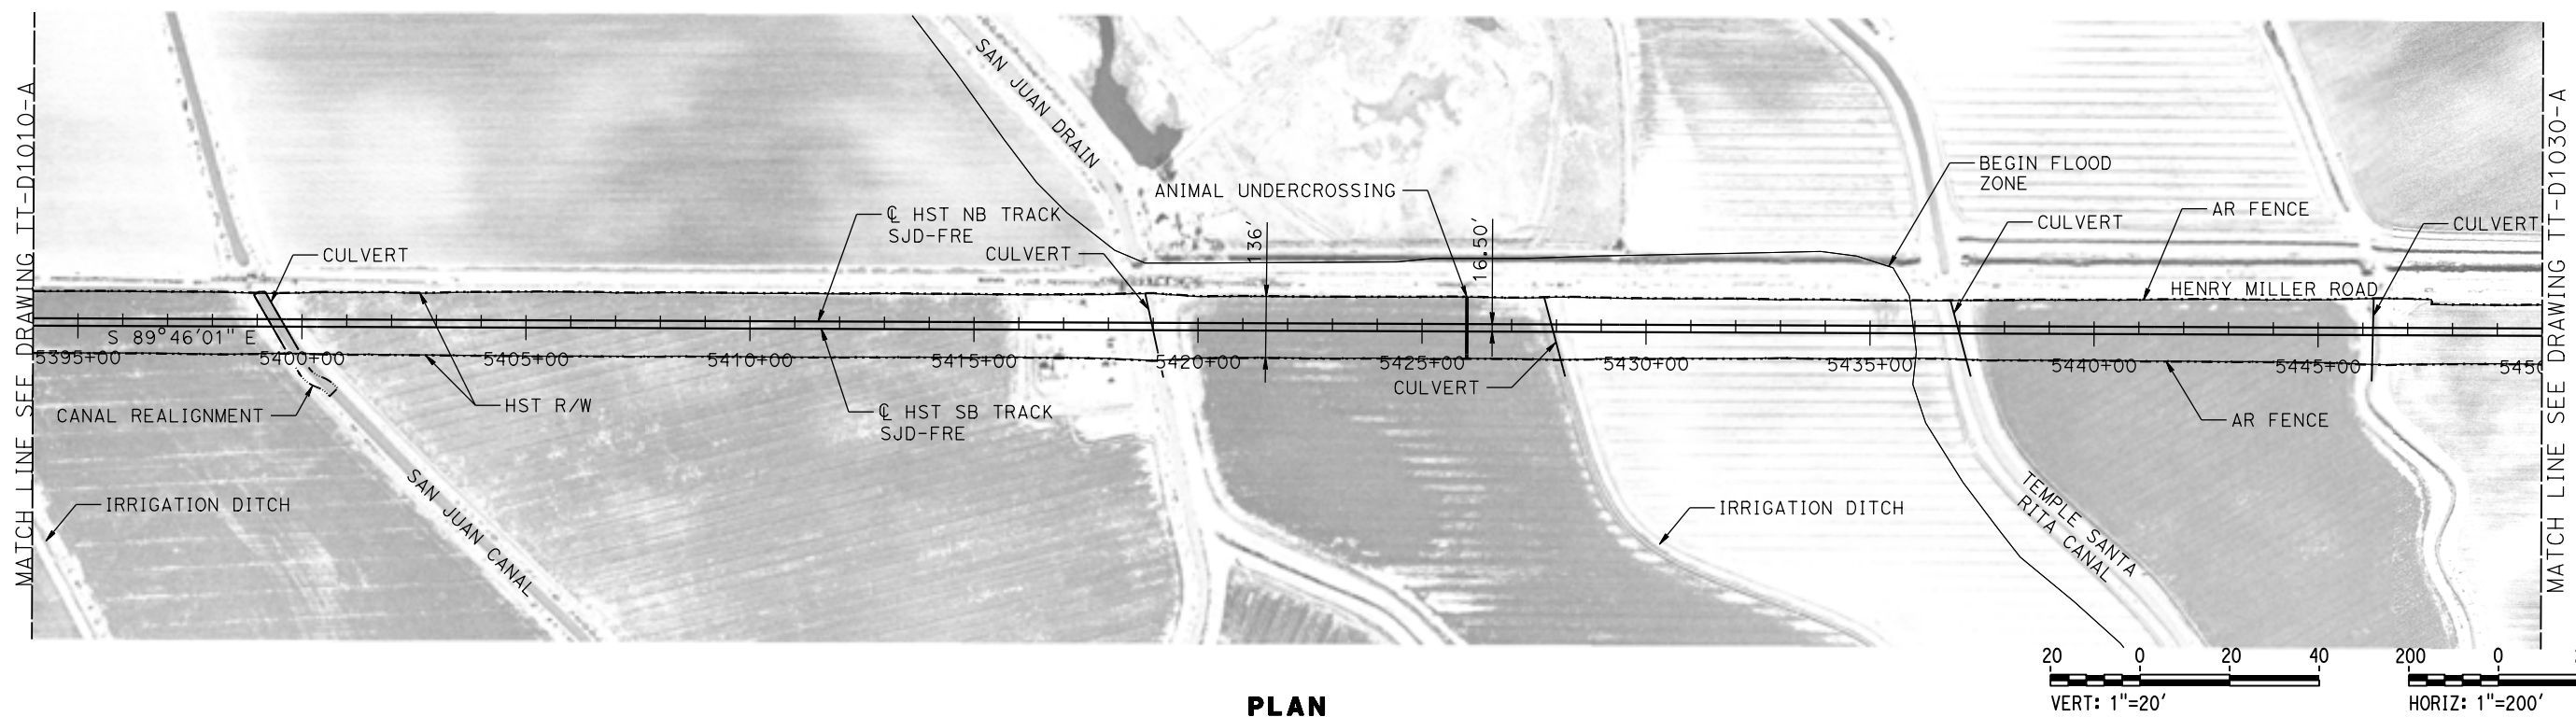 MATCH LINE SEE DRAWING TT-D1010-A
SAN JUAN DRAIN
ANIMAL UNDERCROSSING
BEGIN FLOOD
ZONE
℄ HST NB TRACK
SJD-FRE
CULVERT
CULVERT
136'
16.50'
CULVERT
AR FENCE
CULVERT
HENRY MILLER ROAD
S 89°46'01" E
5395+00
5400+00
5405+00
5410+00
5415+00
5420+00
5425+00
5430+00
5435+00
5440+00
5445+00
CANAL REALIGNMENT
HST R/W
℄ HST SB TRACK
SJD-FRE
CULVERT
AR FENCE
IRRIGATION DITCH
SAN JUAN CANAL
IRRIGATION DITCH
TEMPLE SANTA
RITA CANAL
MATCH LINE SEE DRAWING TT-D1030-A
20 0 20 40
VERT: 1"=20'
200 0
HORIZ: 1"=200'
PLAN